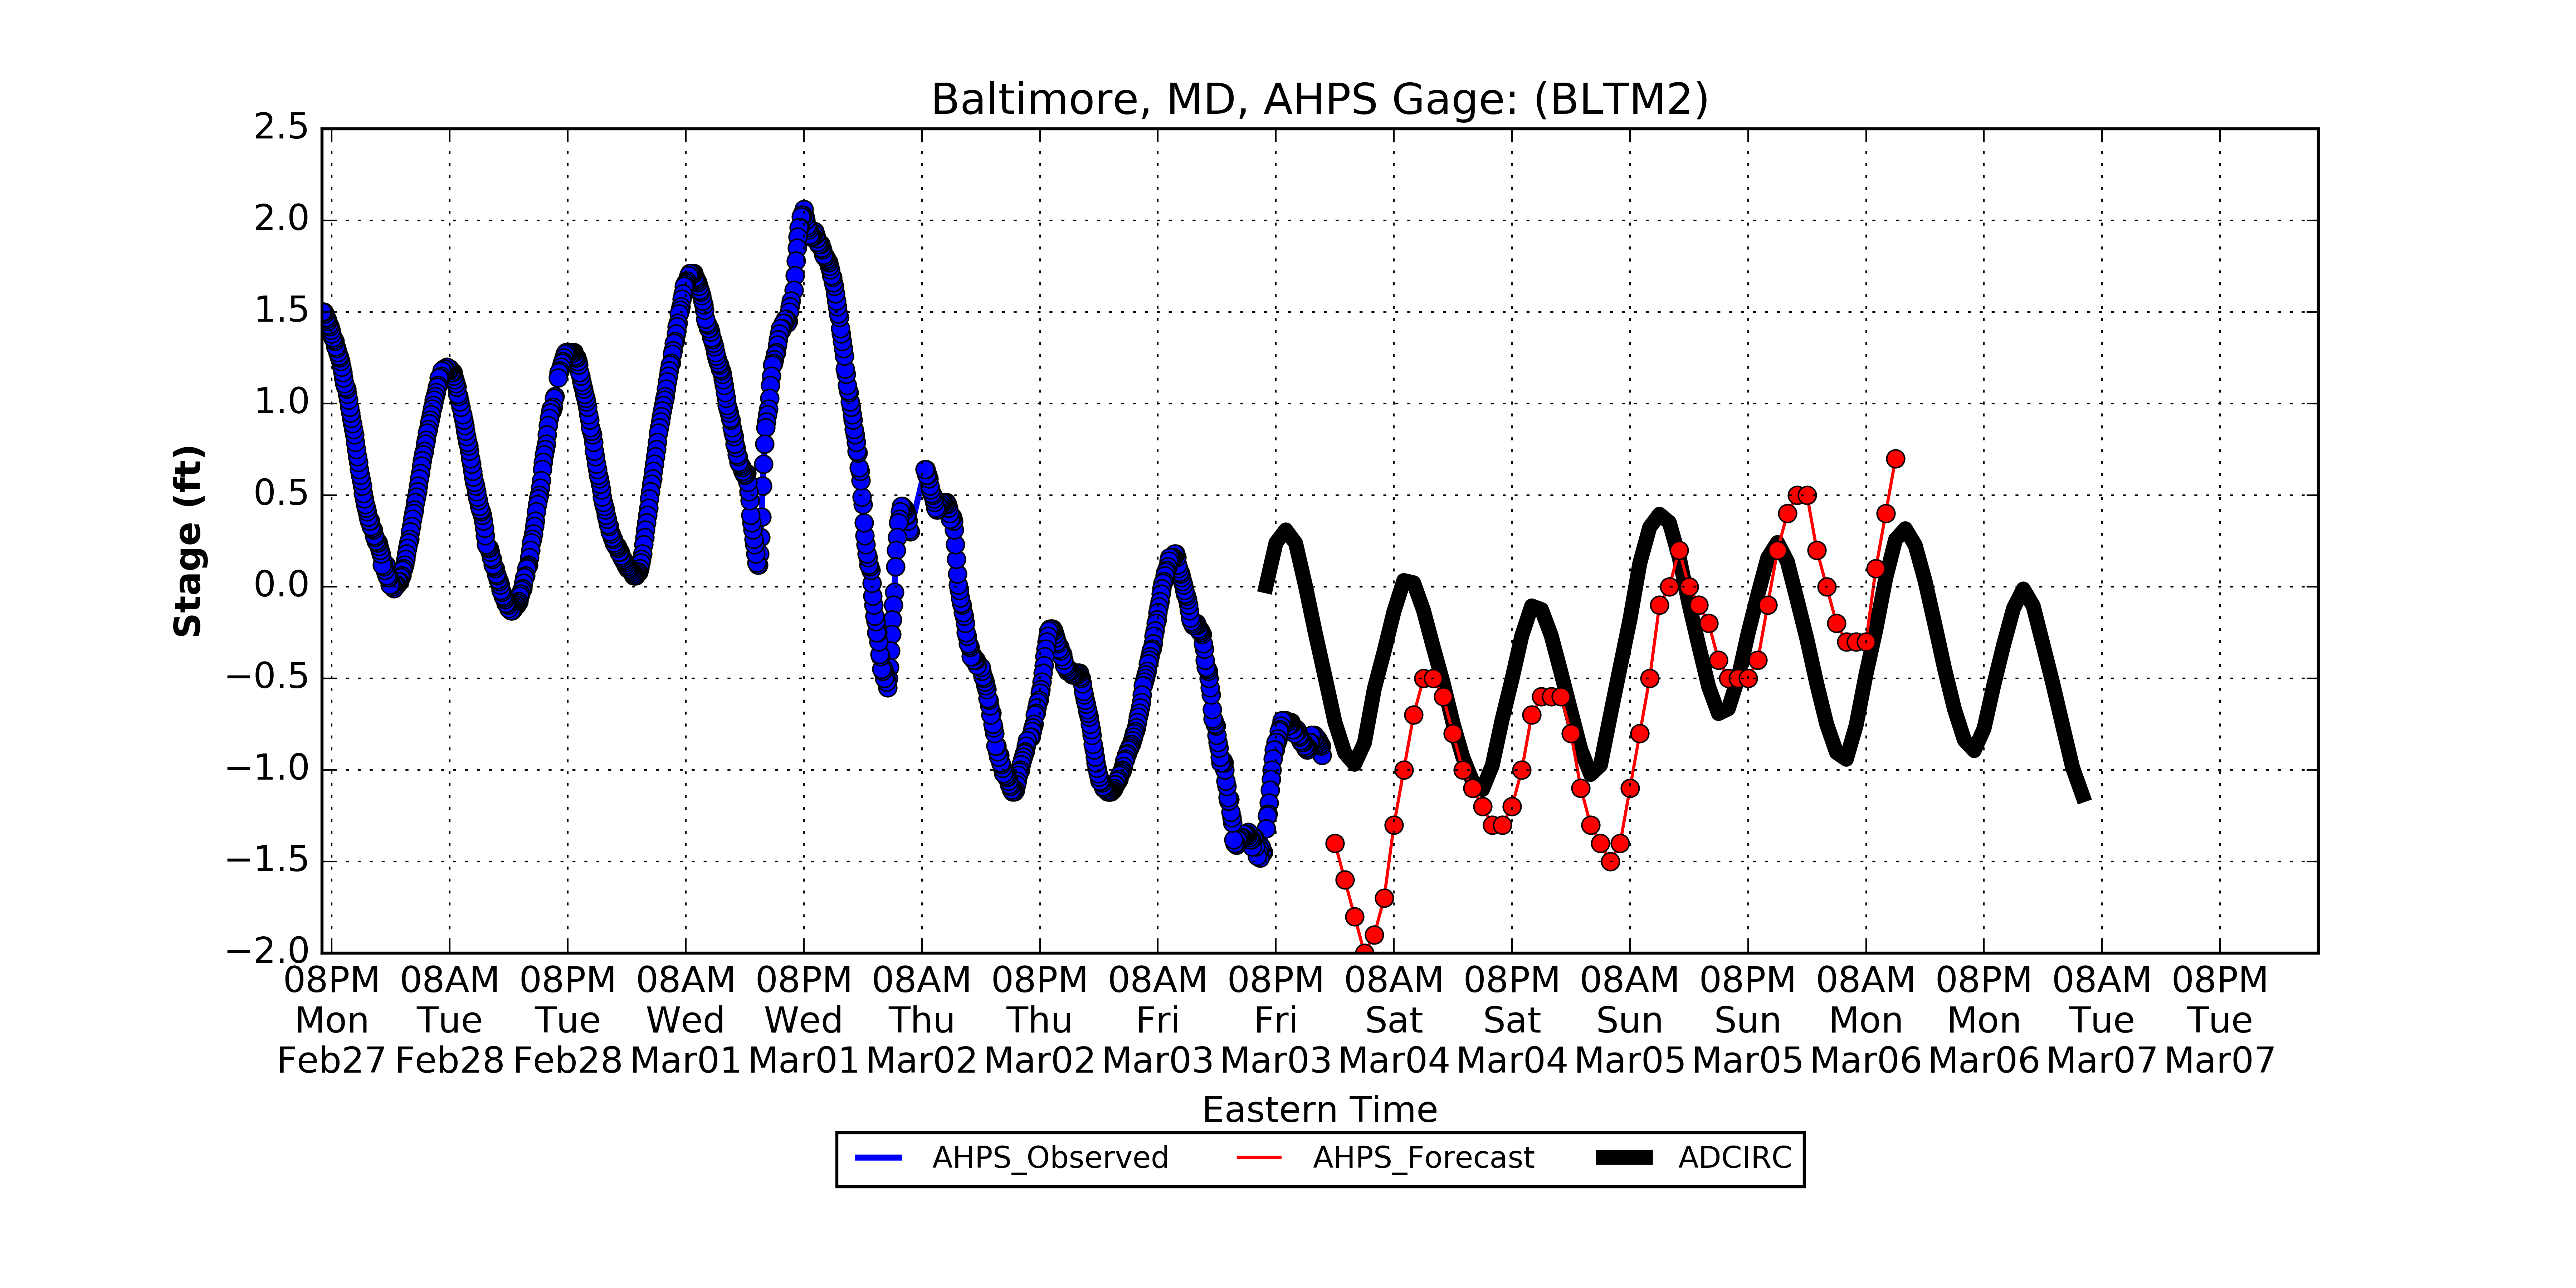 Baltimore, MD, AHPS Gage: (BLTM2)
2.5
2.0
1.5
1.0
0.5
0.0
−0.5
−1.0
−1.5
−2.0
Stage (ft)
08PM 08AM 08PM 08AM 08PM 08AM 08PM 08AM 08PM 08AM 08PM 08AM 08PM 08AM 08PM 08AM 08PM
Mon Tue Tue Wed Wed Thu Thu Fri Fri Sat Sat Sun Sun Mon Mon Tue Tue
Feb27 Feb28 Feb28 Mar01 Mar01 Mar02 Mar02 Mar03 Mar03 Mar04 Mar04 Mar05 Mar05 Mar06 Mar06 Mar07 Mar07
Eastern Time
AHPS_Observed AHPS_Forecast ADCIRC